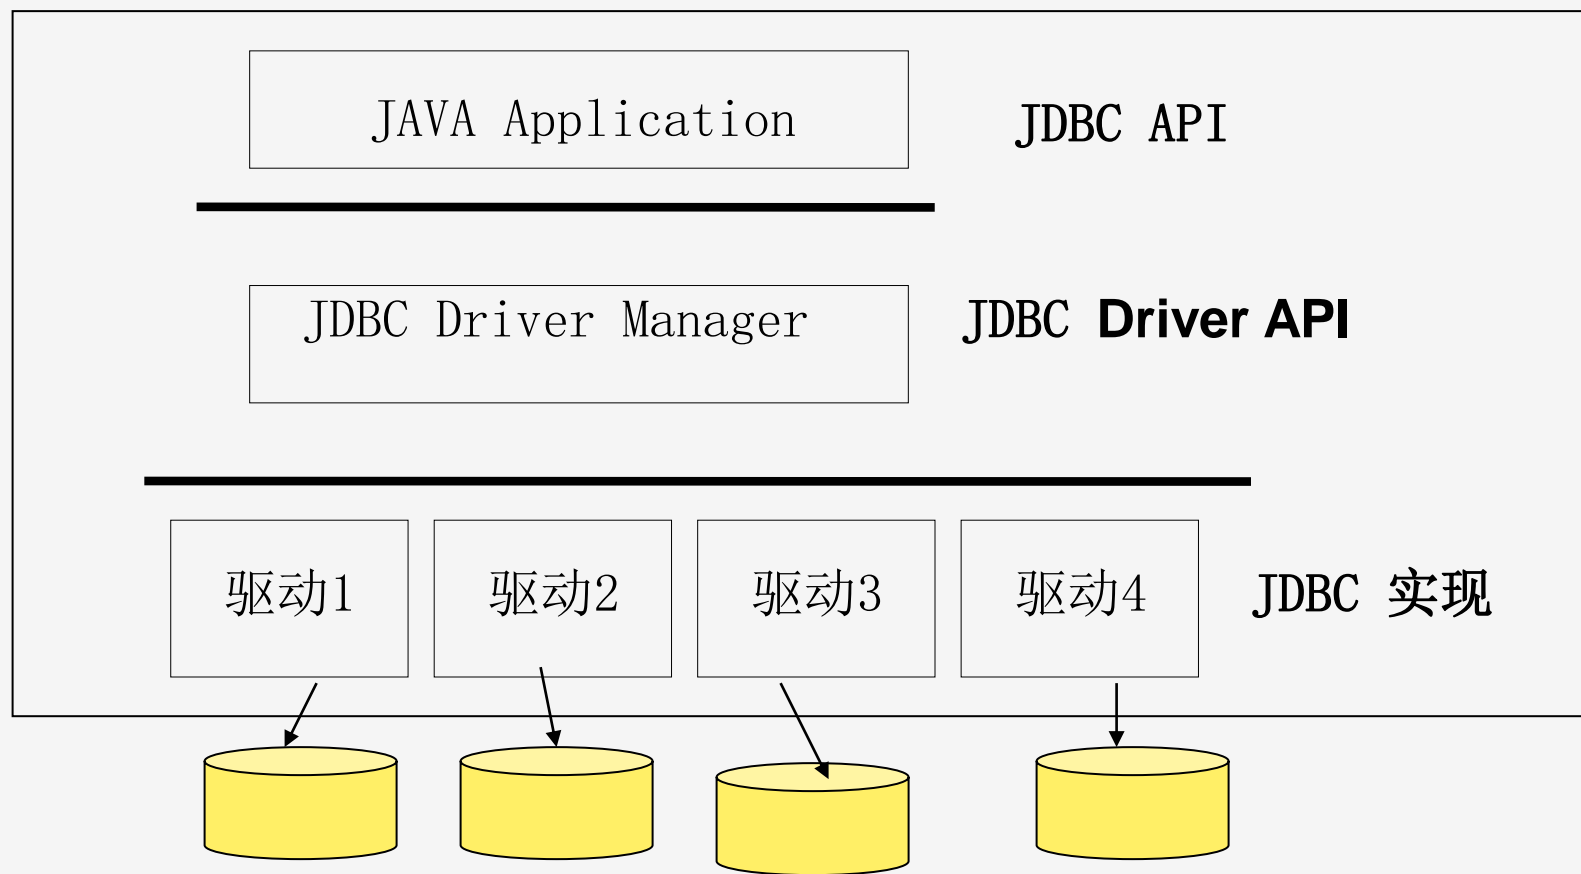 JAVA Application
JDBC API
JDBC Driver Manager
JDBC Driver API
驱动1
驱动2
驱动3
驱动4
JDBC 实现